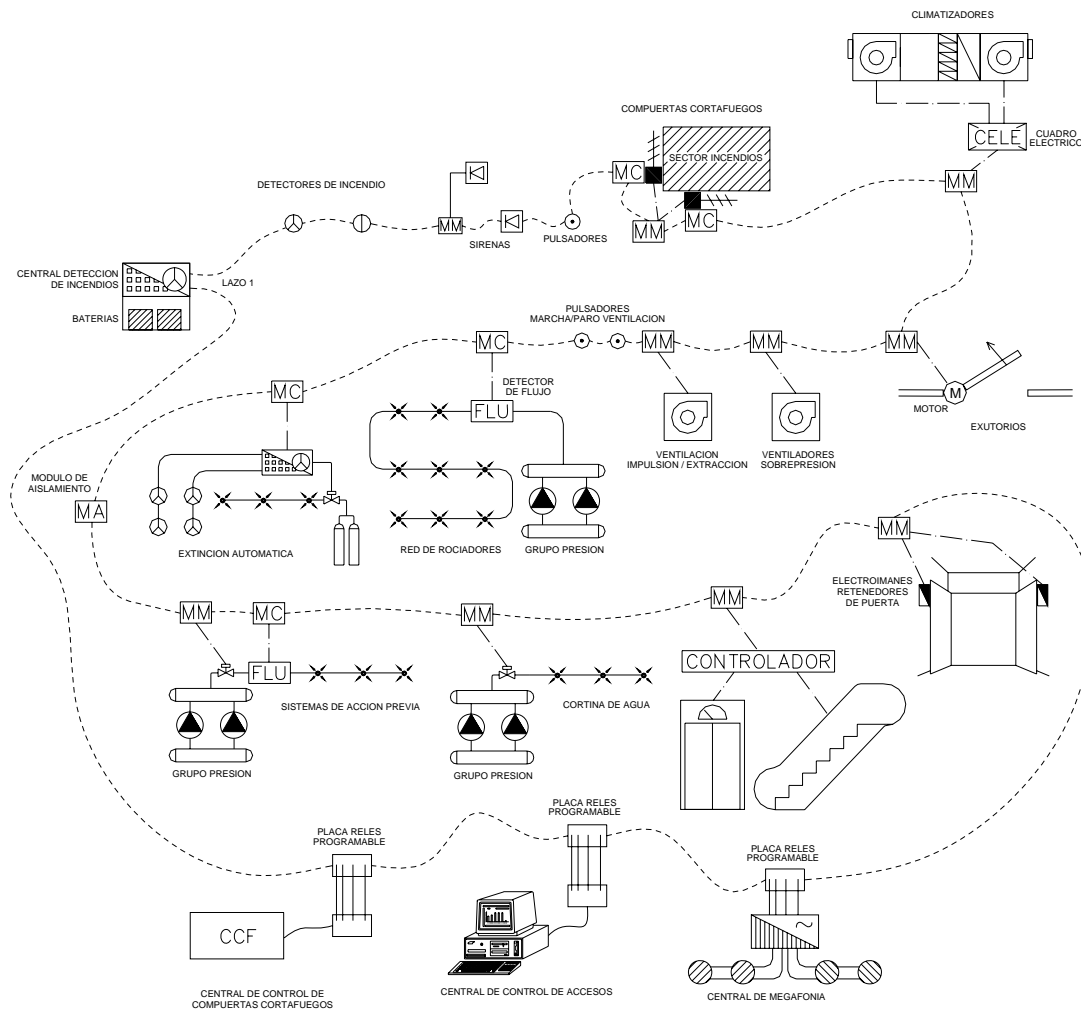 CLIMATIZADORES
COMPUERTAS CORTAFUEGOS
CELE
CUADRO
ELECTRICO
SECTOR INCENDIOS
MC
DETECTORES DE INCENDIO
MM
MM
SIRENAS
PULSADORES
MM
MC
CENTRAL DETECCION
DE INCENDIOS
LAZO 1
BATERIAS
PULSADORES
MARCHA/PARO VENTILACION
MC
MM
MM
MM
MC
DETECTOR
DE FLUJO
FLU
MOTOR
M
EXUTORIOS
VENTILACION
IMPULSION / EXTRACCION
VENTILADORES
SOBREPRESION
MODULO DE
AISLAMIENTO
MA
EXTINCION AUTOMATICA
RED DE ROCIADORES
GRUPO PRESION
MM
ELECTROIMANES
RETENEDORES
DE PUERTA
MM
MC
MM
MM
FLU
CONTROLADOR
SISTEMAS DE ACCION PREVIA
CORTINA DE AGUA
GRUPO PRESION
GRUPO PRESION
PLACA RELES
PROGRAMABLE
PLACA RELES
PROGRAMABLE
PLACA RELES
PROGRAMABLE
CCF
CENTRAL DE CONTROL DE
COMPUERTAS CORTAFUEGOS
CENTRAL DE CONTROL DE ACCESOS
CENTRAL DE MEGAFONIA